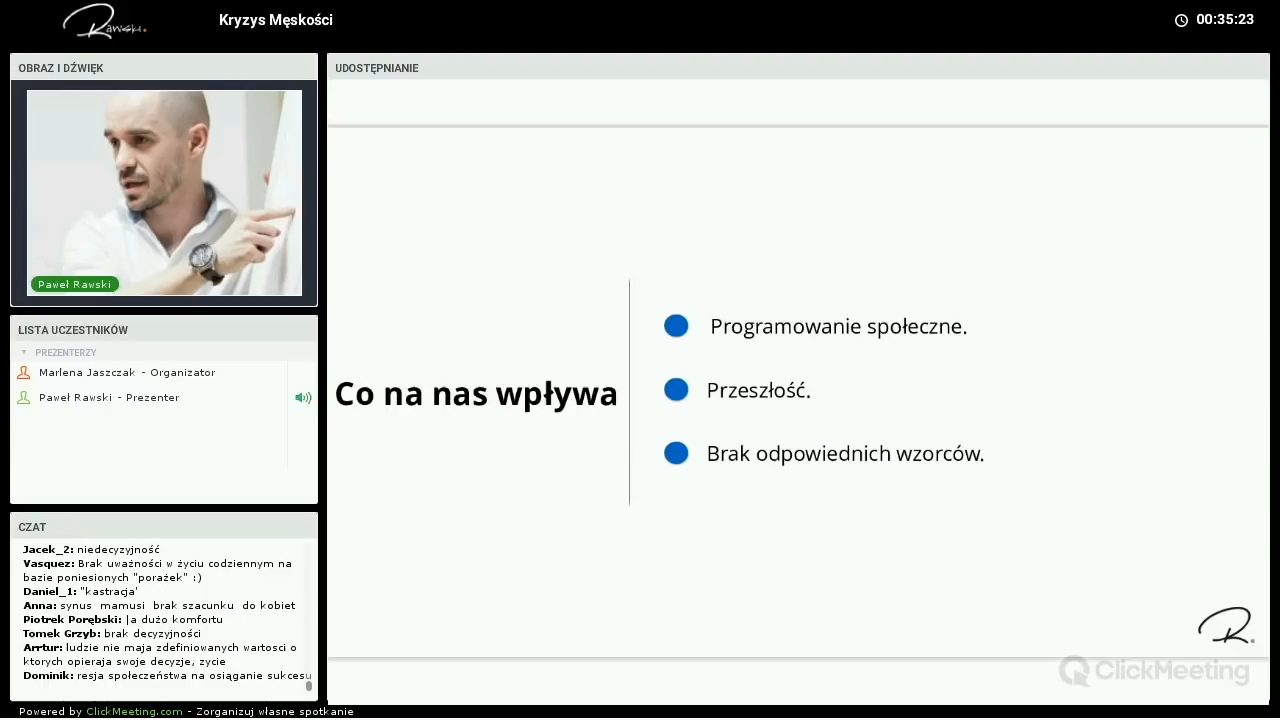 Rawski.
Kryzys Męskości
00:35:23
OBRAZ I DŹWIĘK
Paweł Rawski
LISTA UCZESTNIKÓW
PREZENTERZY
Marlena Jaszczak - Organizator
Paweł Rawski - Prezenter
CZAT
Jacek_2: niedecyzyjność
Vasquez: Brak uważności w życiu codziennym na
bazie poniesionych "porażek" :)
Daniel_1: "kastracja'
Anna: synus mamusi brak szacunku do kobiet
Piotrek Porębski: |a dużo komfortu
Tomek Grzyb: brak decyzyjności
Arrtur: ludzie nie maja zdefiniowanych wartosci o
ktorych opieraja swoje decyzje, zycie
Dominik: resja społeczeństwa na osiąganie sukcesu
UDOSTĘPNIANIE
Co na nas wpływa
Programowanie społeczne.
Przeszłość.
Brak odpowiednich wzorców.
R.
ClickMeeting
Powered by ClickMeeting.com - Zorganizuj własne spotkanie